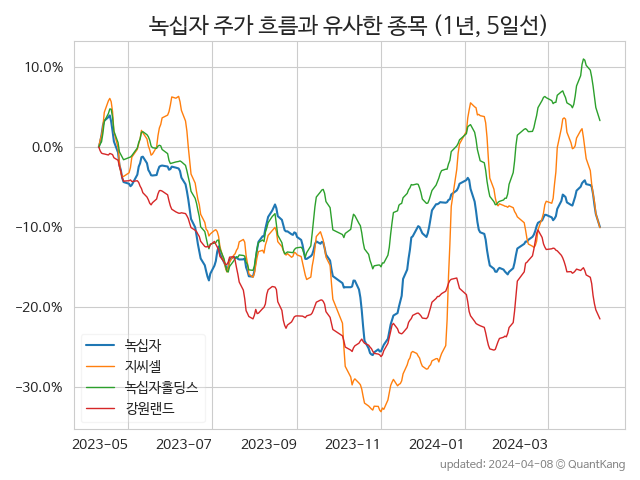 녹십자 주가 흐름과 유사한 종목 (1년, 5일선)
10.0%
0.0%
-10.0%
-20.0%
-30.0%
녹십자
지씨셀
녹십자홀딩스
강원랜드
2023-05 2023-07 2023-09 2023-11 2024-01 2024-03
updated: 2024-04-08 @ QuantKang